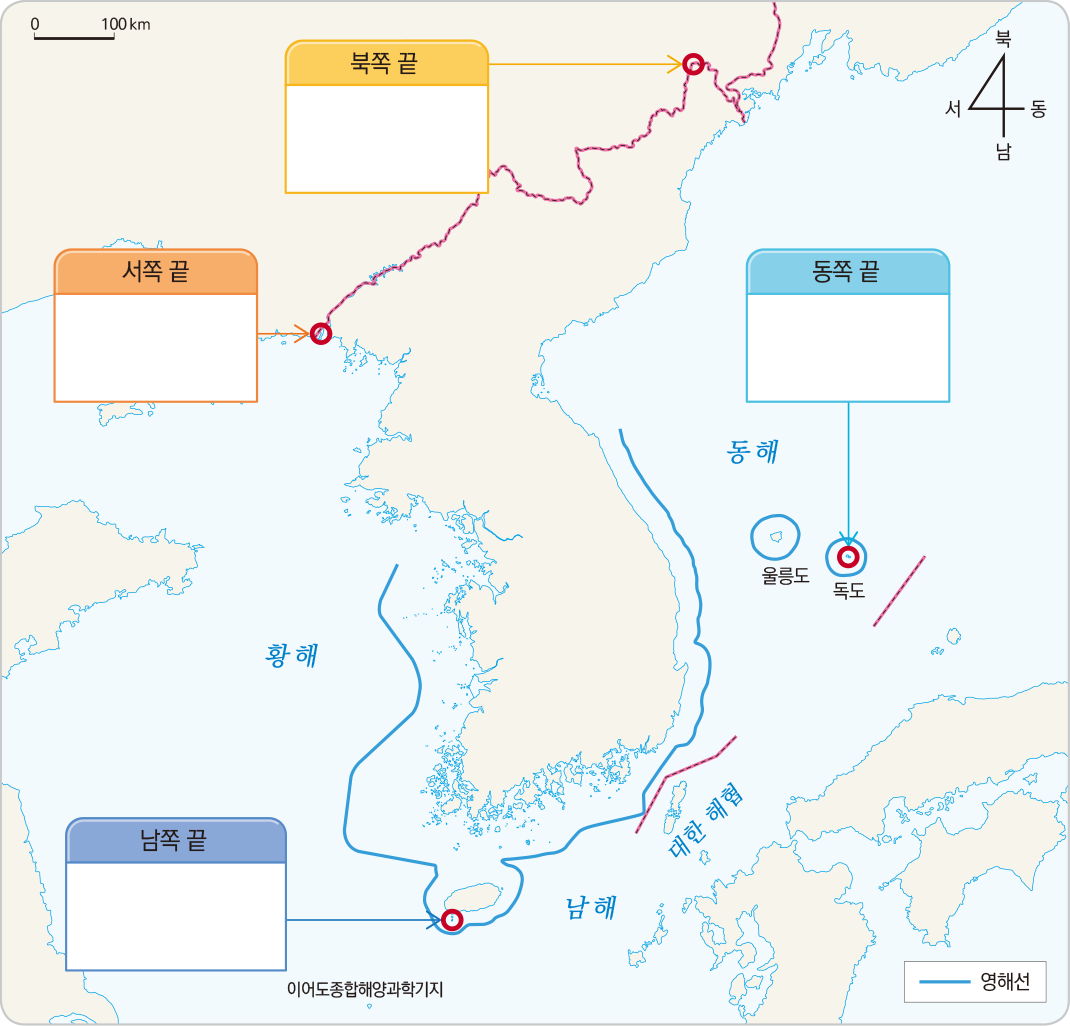 0 100 km
북쪽 끝
북
서 동
남
서쪽 끝
동쪽 끝
동해
울릉도
독도
황해
대한 해협
남쪽 끝
남해
이어도종합해양과학기지
영해선